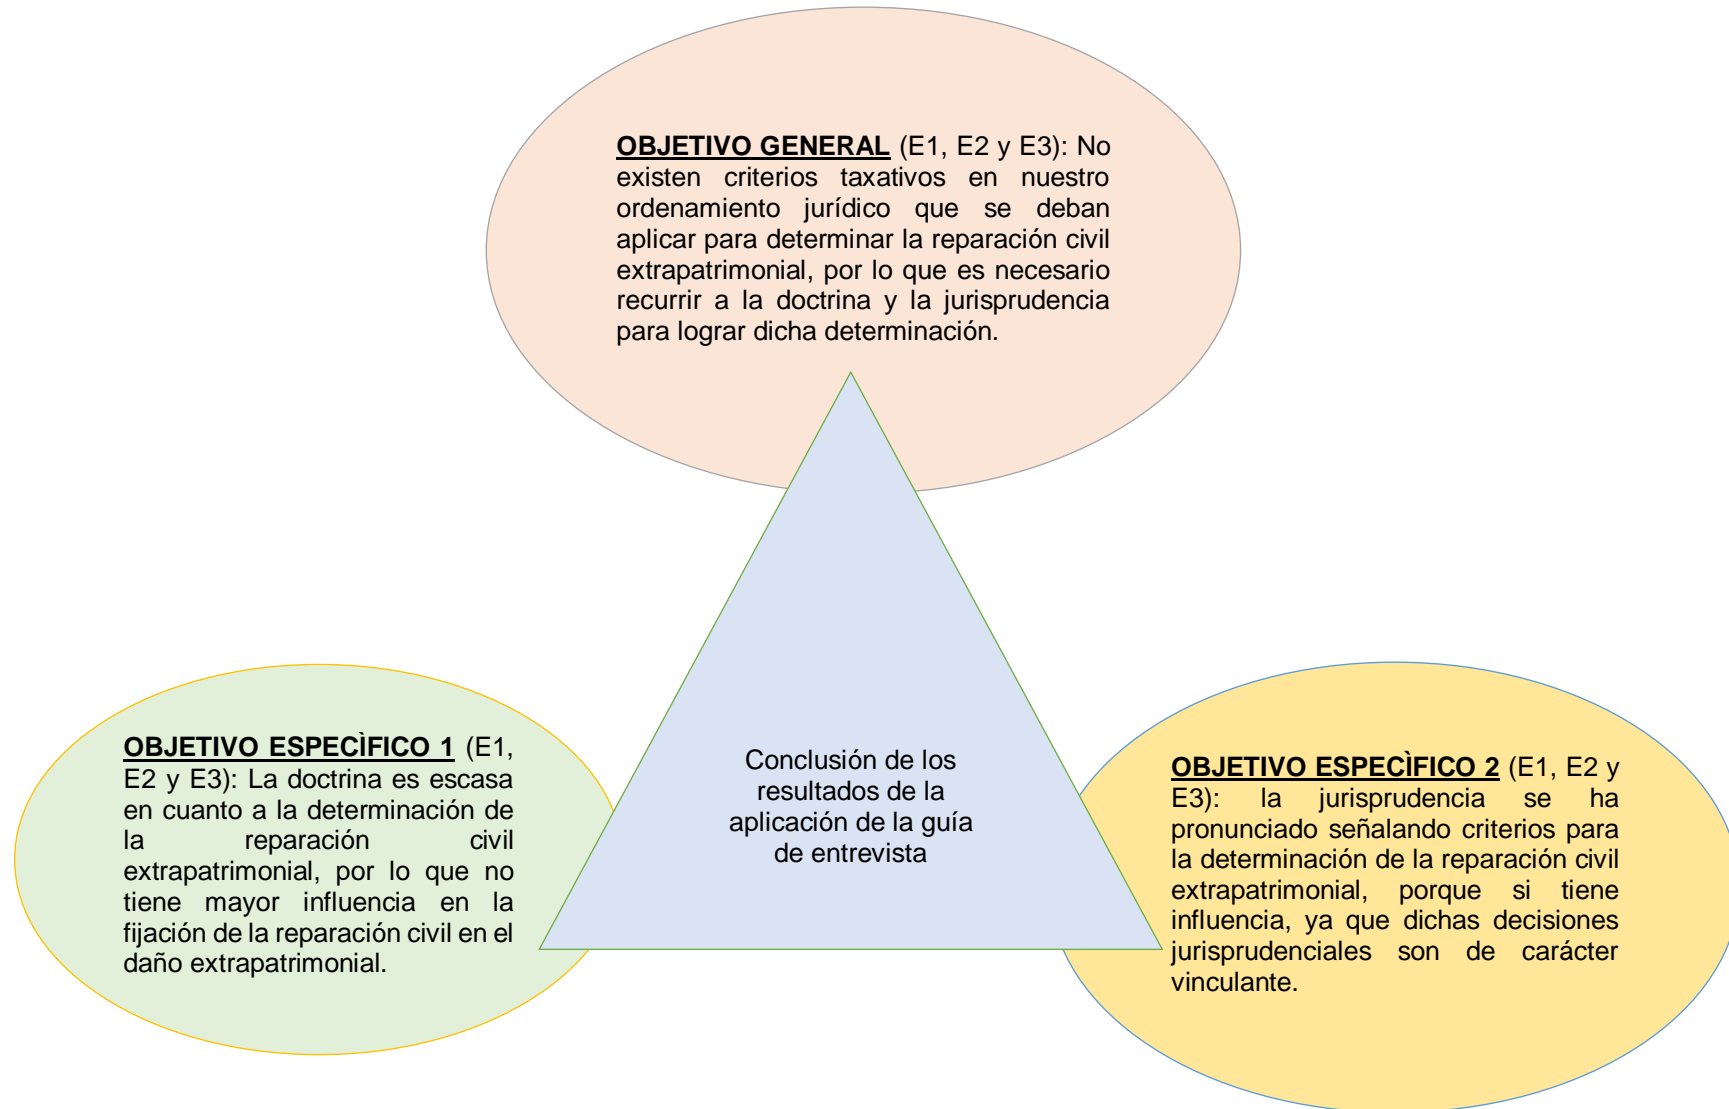 OBJETIVO GENERAL (E1, E2 y E3): No
existen criterios taxativos en nuestro
ordenamiento jurídico que se deban
aplicar para determinar la reparación civil
extrapatrimonial, por lo que es necesario
recurrir a la doctrina y la jurisprudencia
para lograr dicha determinación.
OBJETIVO ESPECÌFICO 1 (E1,
E2 y E3): La doctrina es escasa
en cuanto a la determinación de
la reparación civil
extrapatrimonial, por lo que no
tiene mayor influencia en la
fijación de la reparación civil en el
daño extrapatrimonial.
Conclusión de los
resultados de la
aplicación de la guía
de entrevista
OBJETIVO ESPECÌFICO 2 (E1, E2 y
E3): la jurisprudencia se ha
pronunciado señalando criterios para
la determinación de la reparación civil
extrapatrimonial, porque si tiene
influencia, ya que dichas decisiones
jurisprudenciales son de carácter
vinculante.